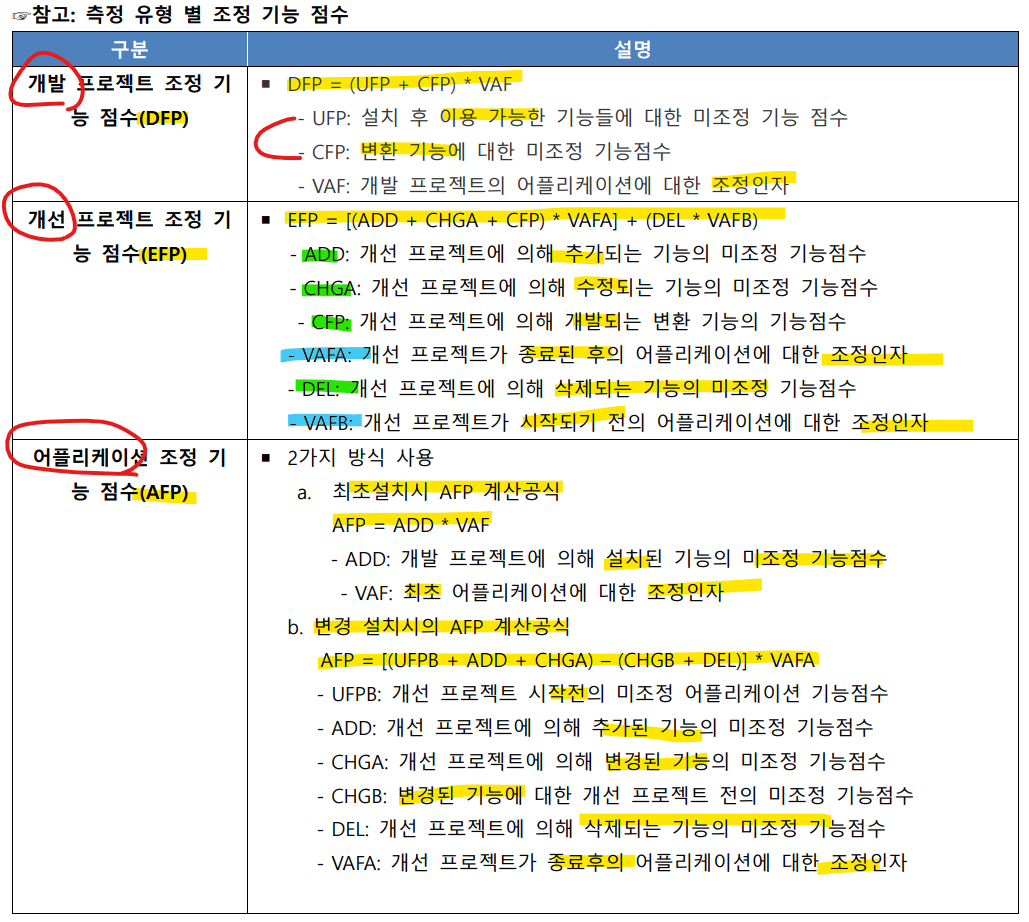 ☞참고: 측정 유형 별 조정 기능 점수
구분
설명
개발 프로젝트 조정 기
능 점수(DFP)
▪ DFP = (UFP + CFP) * VAF
- UFP: 설치 후 이용 가능한 기능들에 대한 미조정 기능 점수
- CFP: 변환 기능에 대한 미조정 기능점수
- VAF: 개발 프로젝트의 어플리케이션에 대한 조정인자
개선 프로젝트 조정 기
능 점수(EFP)
▪ EFP = [(ADD + CHGA + CFP) * VAFA] + (DEL * VAFB)
- ADD: 개선 프로젝트에 의해 추가되는 기능의 미조정 기능점수
- CHGA: 개선 프로젝트에 의해 수정되는 기능의 미조정 기능점수
- CFP: 개선 프로젝트에 의해 개발되는 변환 기능의 기능점수
- VAFA: 개선 프로젝트가 종료된 후의 어플리케이션에 대한 조정인자
- DEL: 개선 프로젝트에 의해 삭제되는 기능의 미조정 기능점수
- VAFB: 개선 프로젝트가 시작되기 전의 어플리케이션에 대한 조정인자
어플리케이션 조정 기
능 점수(AFP)
▪ 2가지 방식 사용
a. 최초설치시 AFP 계산공식
AFP = ADD * VAF
- ADD: 개발 프로젝트에 의해 설치된 기능의 미조정 기능점수
- VAF: 최초 어플리케이션에 대한 조정인자
b. 변경 설치시의 AFP 계산공식
AFP = [(UFPB + ADD + CHGA) – (CHGB + DEL)] * VAFA
- UFPB: 개선 프로젝트 시작전의 미조정 어플리케이션 기능점수
- ADD: 개선 프로젝트에 의해 추가된 기능의 미조정 기능점수
- CHGA: 개선 프로젝트에 의해 변경된 기능의 미조정 기능점수
- CHGB: 변경된 기능에 대한 개선 프로젝트 전의 미조정 기능점수
- DEL: 개선 프로젝트에 의해 삭제되는 기능의 미조정 기능점수
- VAFA: 개선 프로젝트가 종료후의 어플리케이션에 대한 조정인자